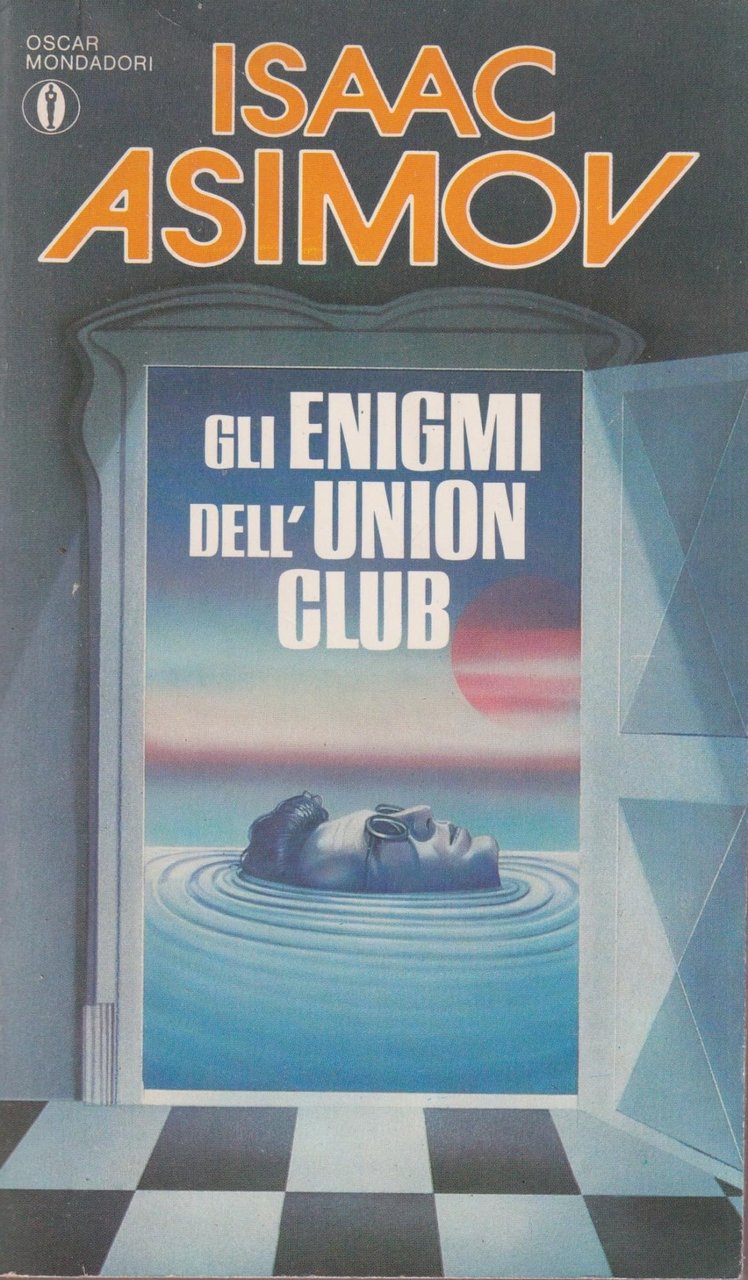 OSCAR
MONDADORI
ISAAC
ASIMOV
GLI ENIGMI
DELL'UNION
CLUB